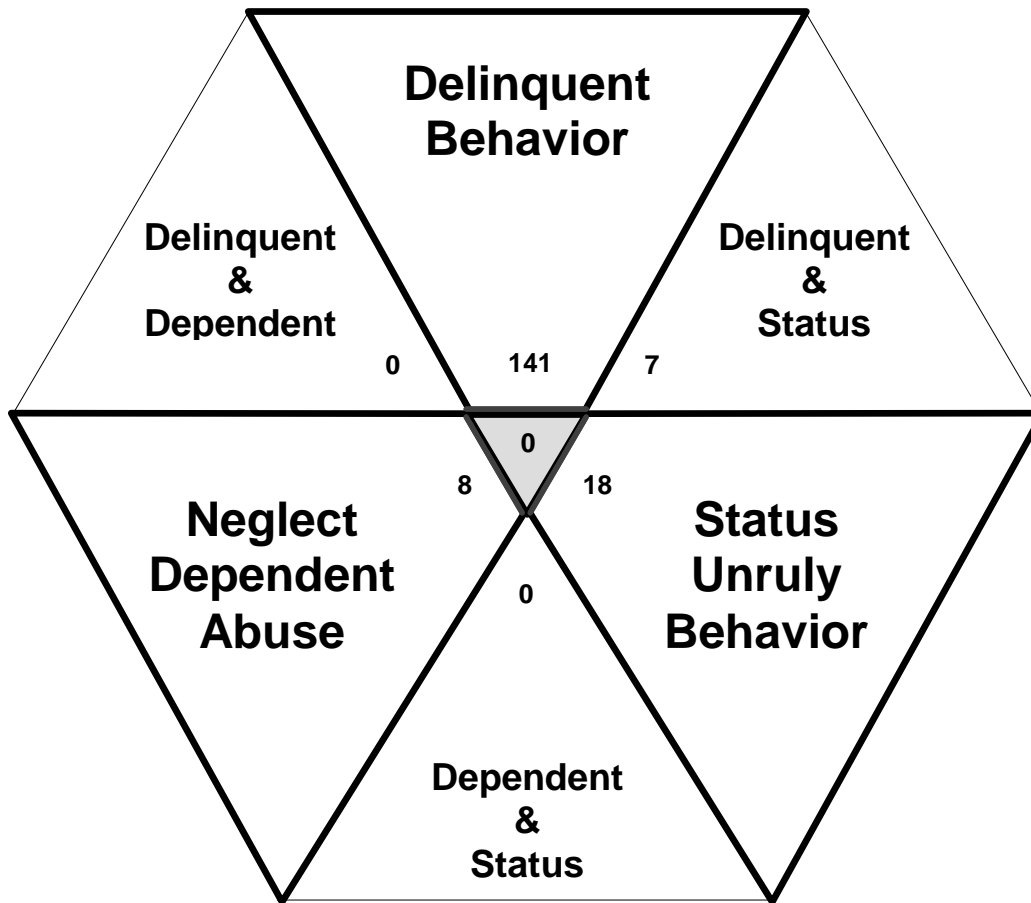 Delinquent
Behavior
Delinquent
&
Dependent
Delinquent
&
Status
0
141
7
0
8
18
Neglect
Dependent
Abuse
Status
Unruly
Behavior
0
Dependent
&
Status